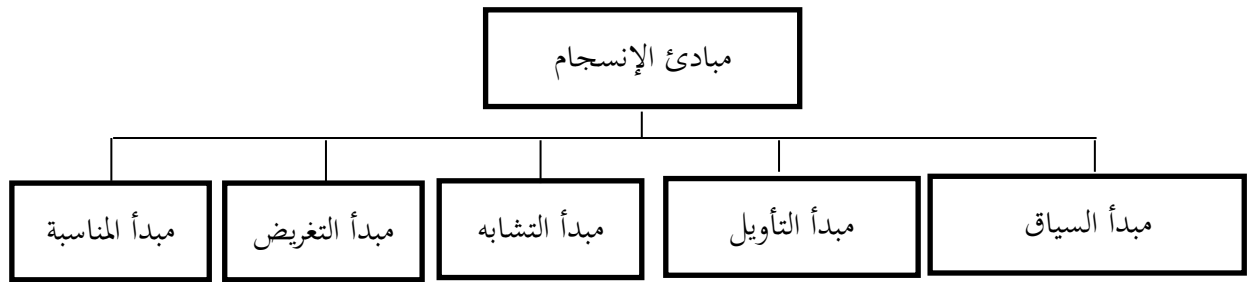 مبادئ الإنسجام
مبدأ السياق
مبدأ التأويل
مبدأ التشابه
مبدأ التغريض
مبدأ المناسبة